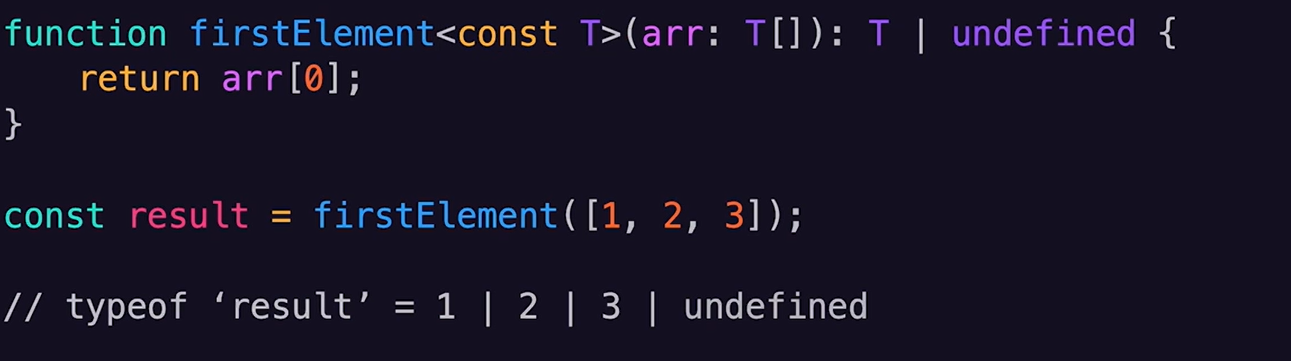 function firstElement<const T>(arr: T[]): T | undefined {
    return arr[0];
}
const result = firstElement([1, 2, 3]);
// typeof ‘result’ = 1 | 2 | 3 | undefined